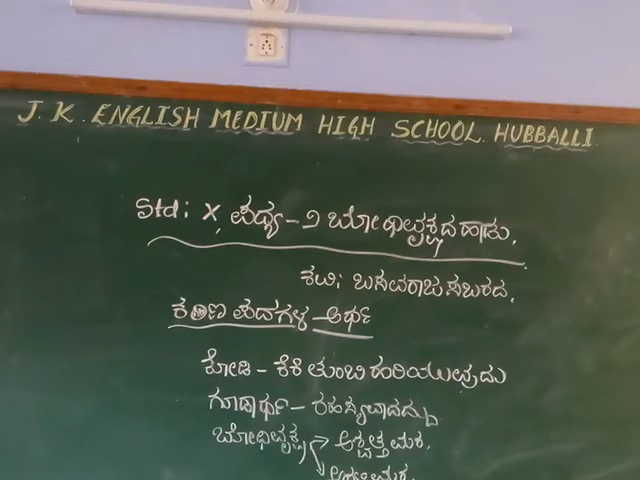 J. K. ENGLISH MEDIUM HIGH SCHOOL. HUBBALLI
Std: X, ಪದ್ಯ - ೨ ಬೋಧಿವೃಕ್ಷದ ಹಾಡು.
ಕವಿ: ಬಸವರಾಜ ಸಬರದ.
ಕಠಿಣ ಪದಗಳ - ಅರ್ಥ
ಕೋಡಿ - ಕೆರೆ ತುಂಬಿ ಹರಿಯುವುದು
ಗೂಡಾರ್ಥ - ರಹಸ್ಯವಾದದ್ದು
ಬೋಧಿವೃಕ್ಷ → ಅಶ್ವತ್ಥಮರ.